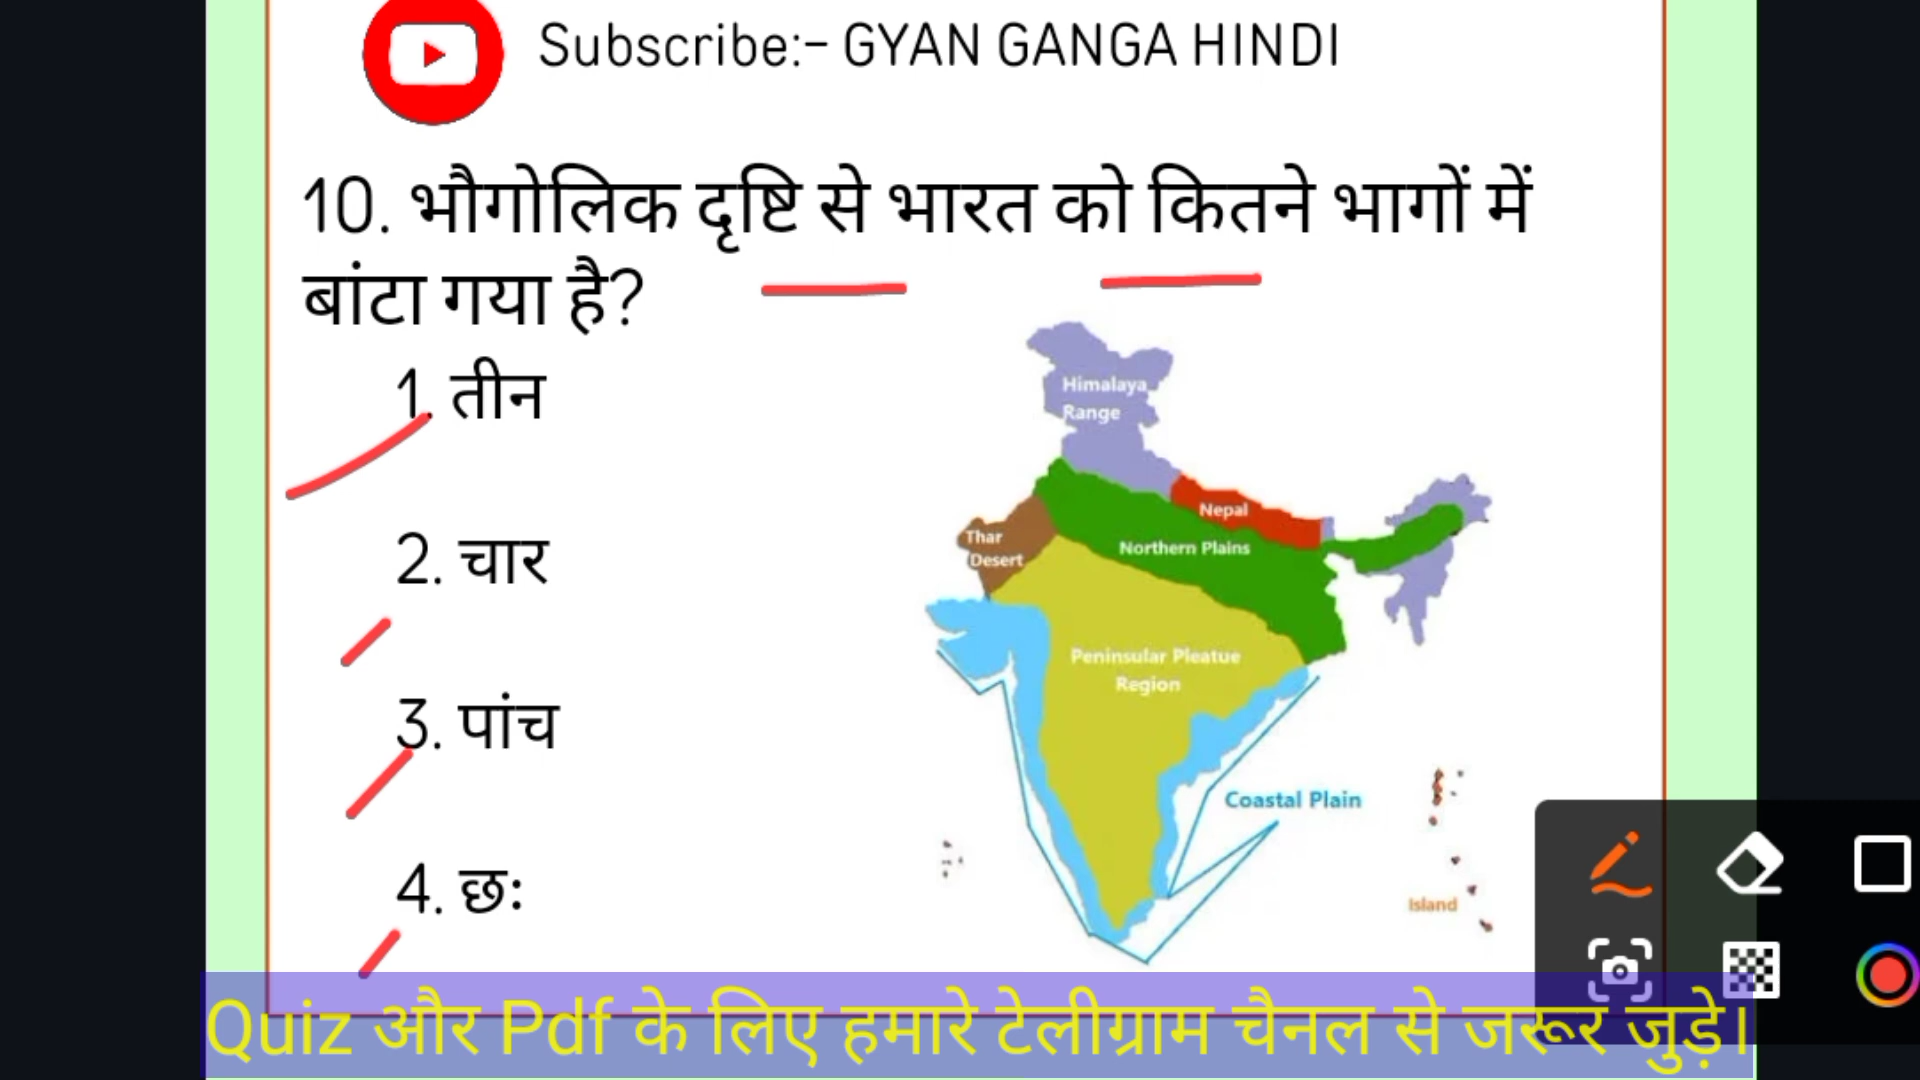 Subscribe:- GYAN GANGA HINDI
10. भौगोलिक दृष्टि से भारत को कितने भागों में
बांटा गया है?
1. तीन
2. चार
3. पांच
4. छः
Himalaya
Range
Nepal
Thar
Desert
Northern Plains
Peninsular Pleatue
Region
Coastal Plain
Island
Quiz और Pdf के लिए हमारे टेलीग्राम चैनल से जरूर जुड़े।